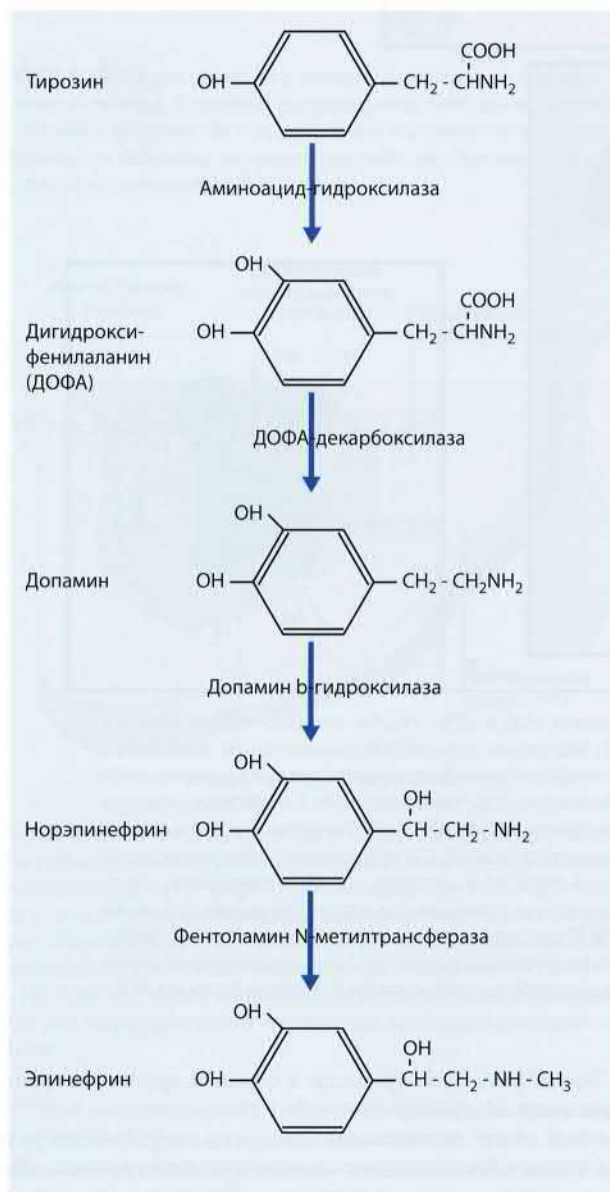 COOH
Тирозин OH CH₂ - CHNH₂
Аминоацид-гидроксилаза
OH
COOH
OH CH₂ - CHNH₂
Дигидрокси-
фенилаланин
(ДОФА)
ДОФА-декарбоксилаза
OH
Допамин OH CH₂ - CH₂NH₂
Допамин b-гидроксилаза
OH
OH
Норэпинефрин OH CH - CH₂ - NH₂
Фентоламин N-метилтрансфераза
OH
OH
Эпинефрин OH CH - CH₂ - NH - CH₃